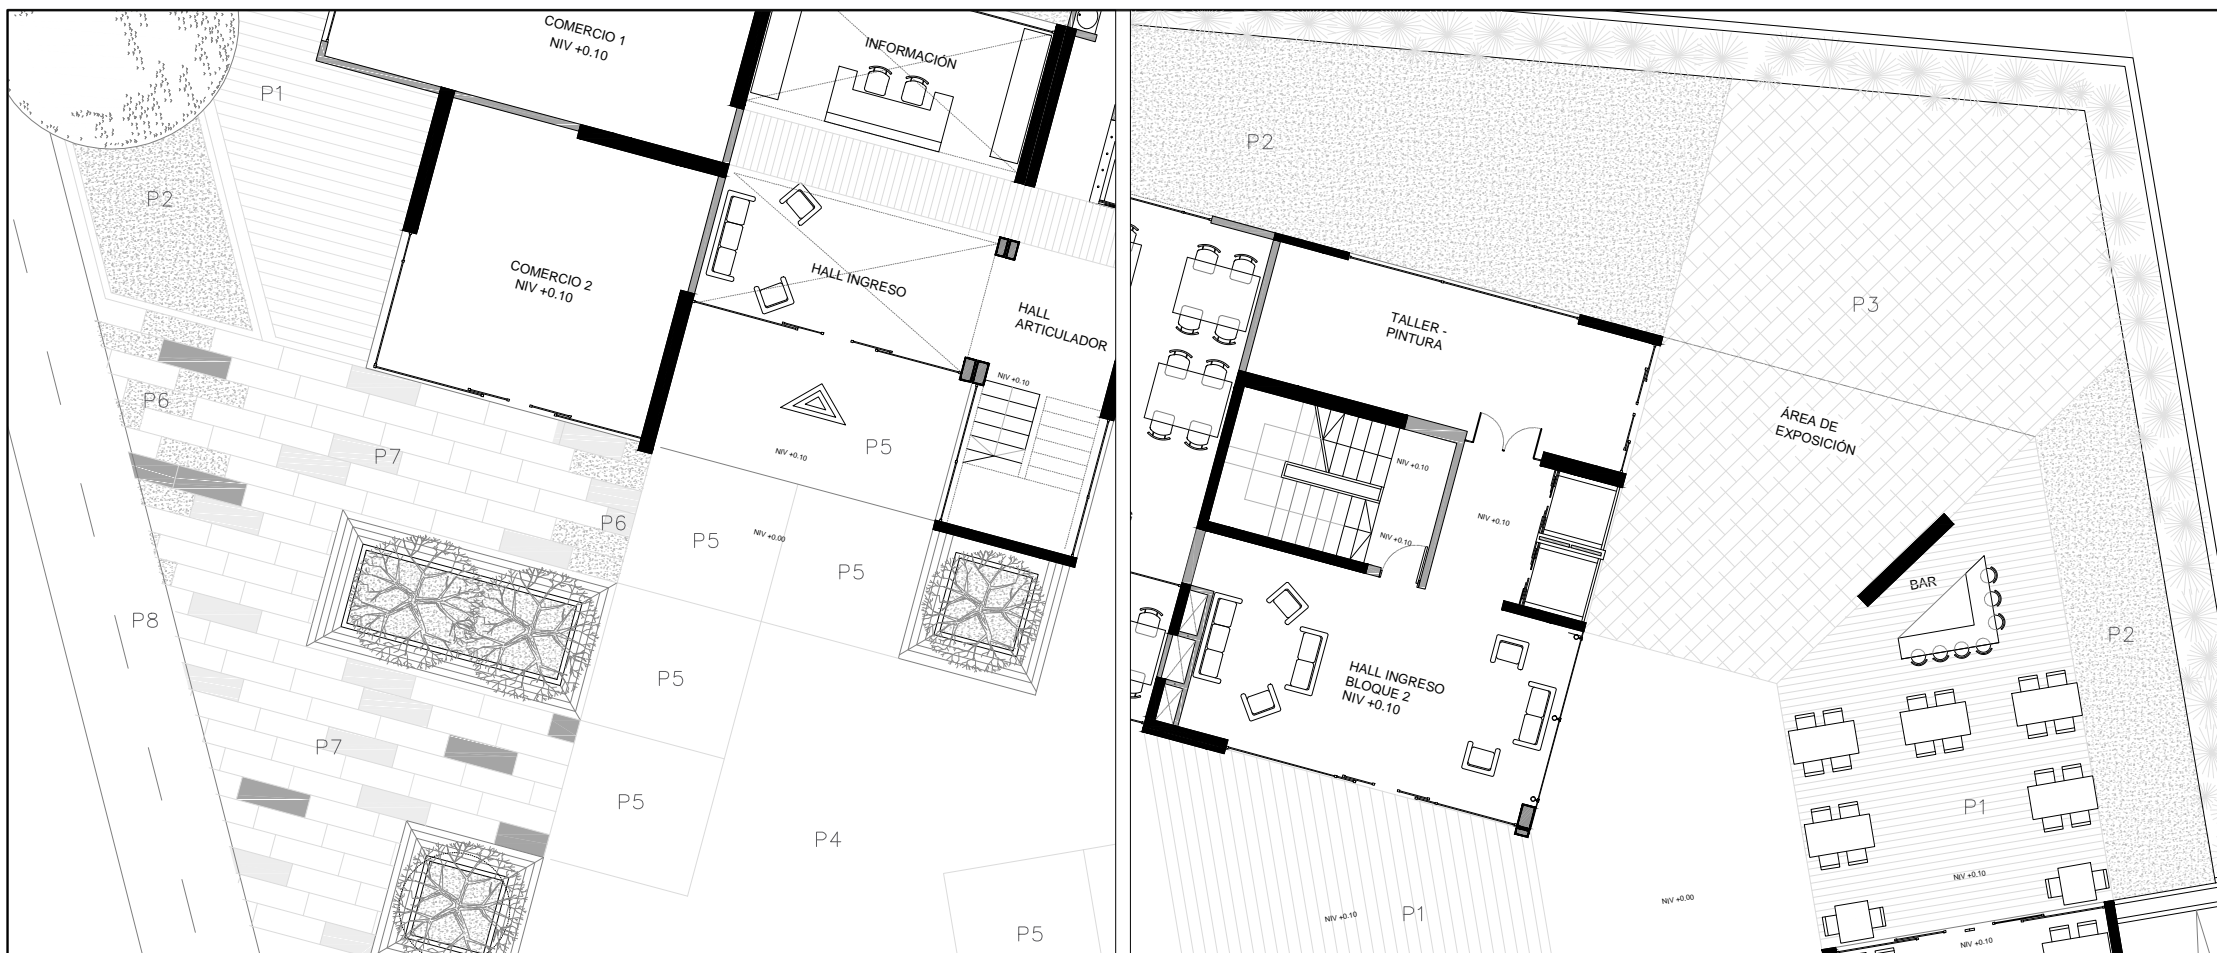 COMERCIO 1
NIV +0.10
INFORMACIÓN
P1
P2
COMERCIO 2
NIV +0.10
HALL INGRESO
HALL
ARTICULADOR
NIV +0.10
P6
P7
NIV +0.10
P5
P6
P5
NIV +0.00
P5
P8
P5
P7
P5
P4
P5
P2
P3
TALLER -
PINTURA
ÁREA DE
EXPOSICIÓN
NIV +0.10
NIV +0.10
NIV +0.10
BAR
P2
HALL INGRESO
BLOQUE 2
NIV +0.10
P1
NIV +0.10
NIV +0.00
NIV +0.10
P1
NIV +0.10